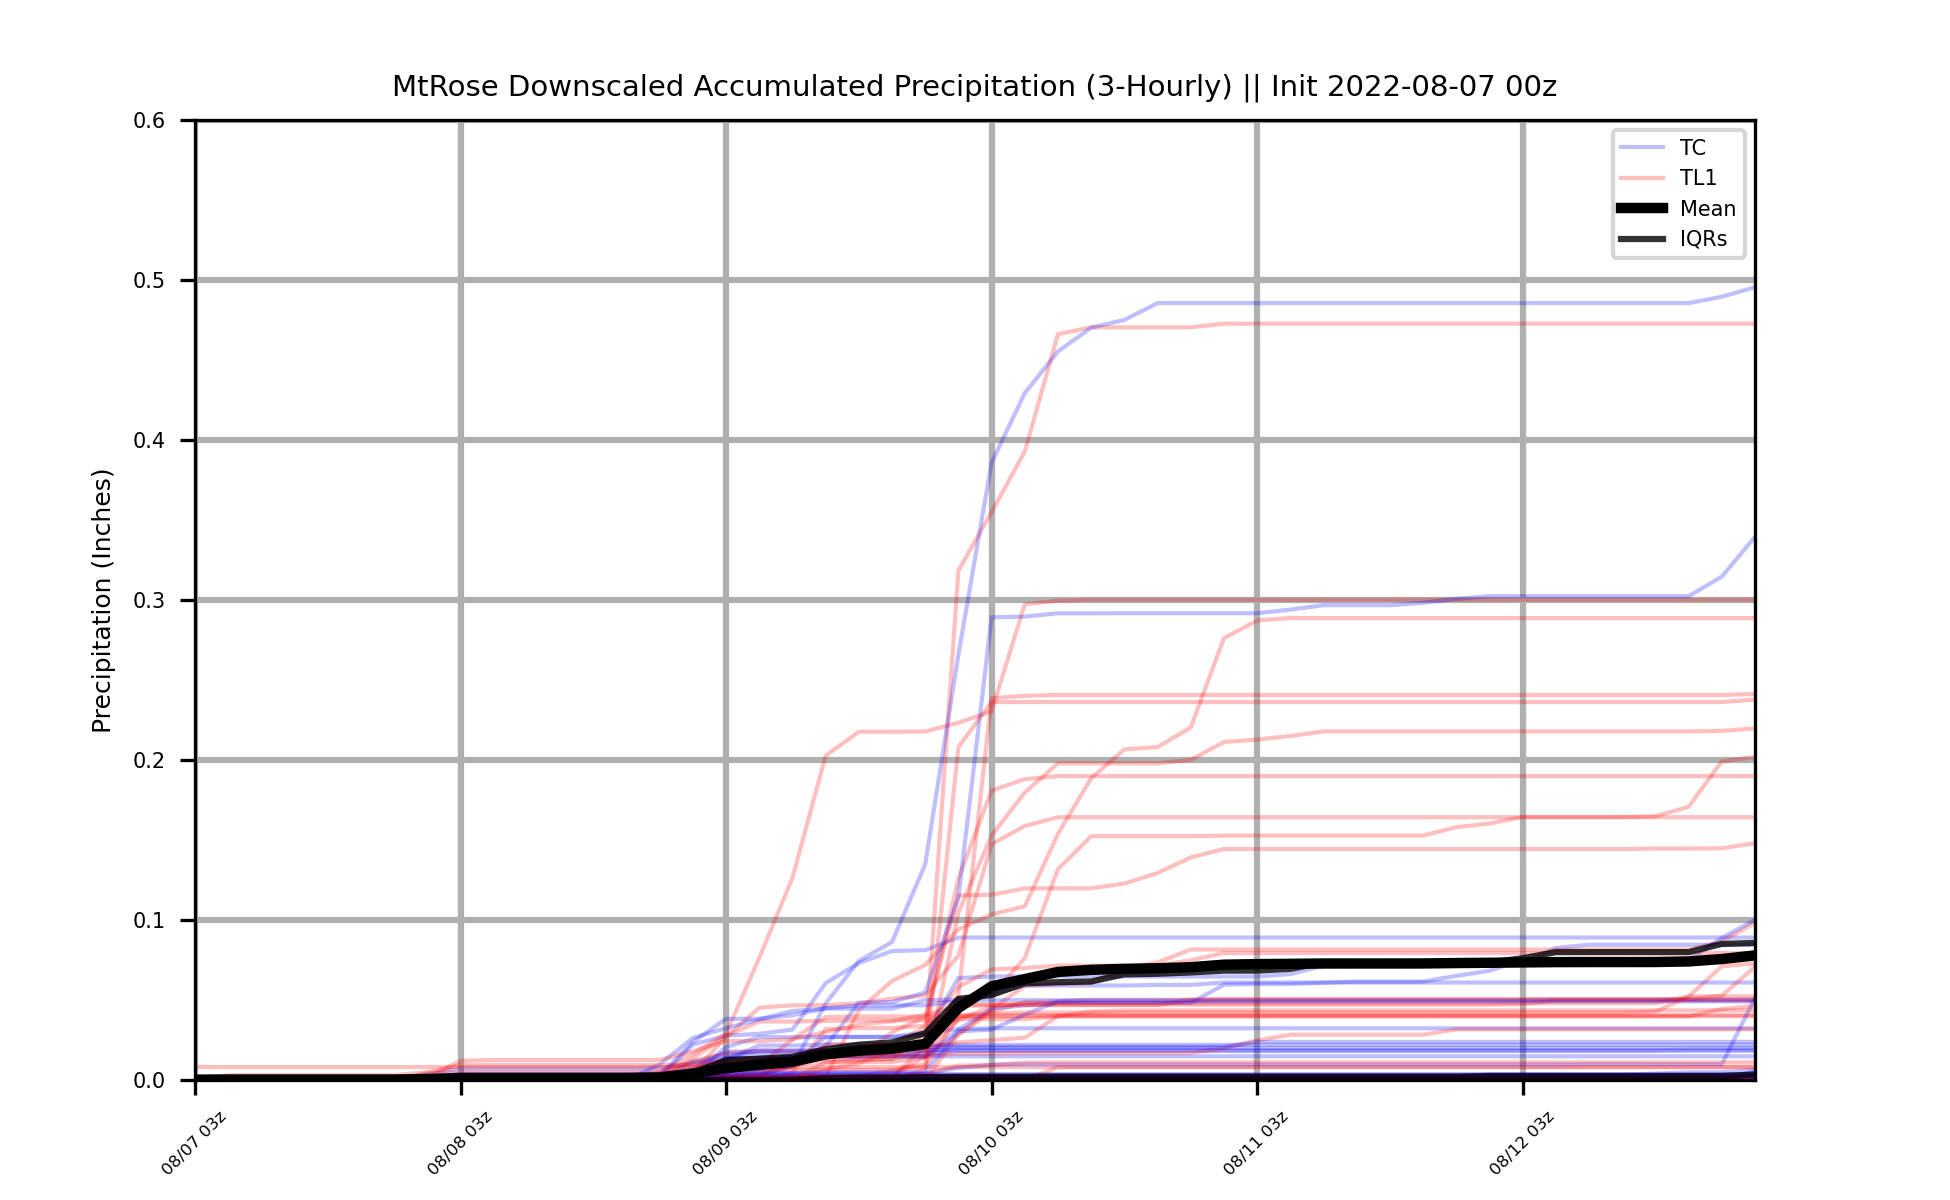 MtRose Downscaled Accumulated Precipitation (3-Hourly) || Init 2022-08-07 00z
TC
TL1
Mean
IQRs
Precipitation (Inches)
0.6
0.5
0.4
0.3
0.2
0.1
0.0
08/07 03z
08/08 03z
08/09 03z
08/10 03z
08/11 03z
08/12 03z